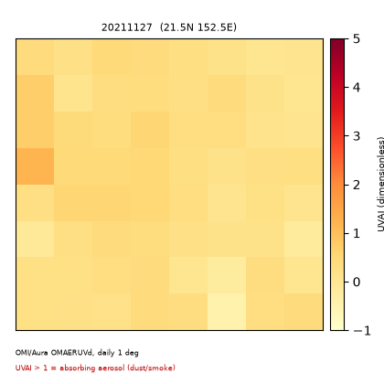 20211127  (21.5N 152.5E)
5
4
3
2
1
0
−1
UVAI (dimensionless)
OMI/Aura OMAERUVd, daily 1 deg
UVAI > 1 = absorbing aerosol (dust/smoke)